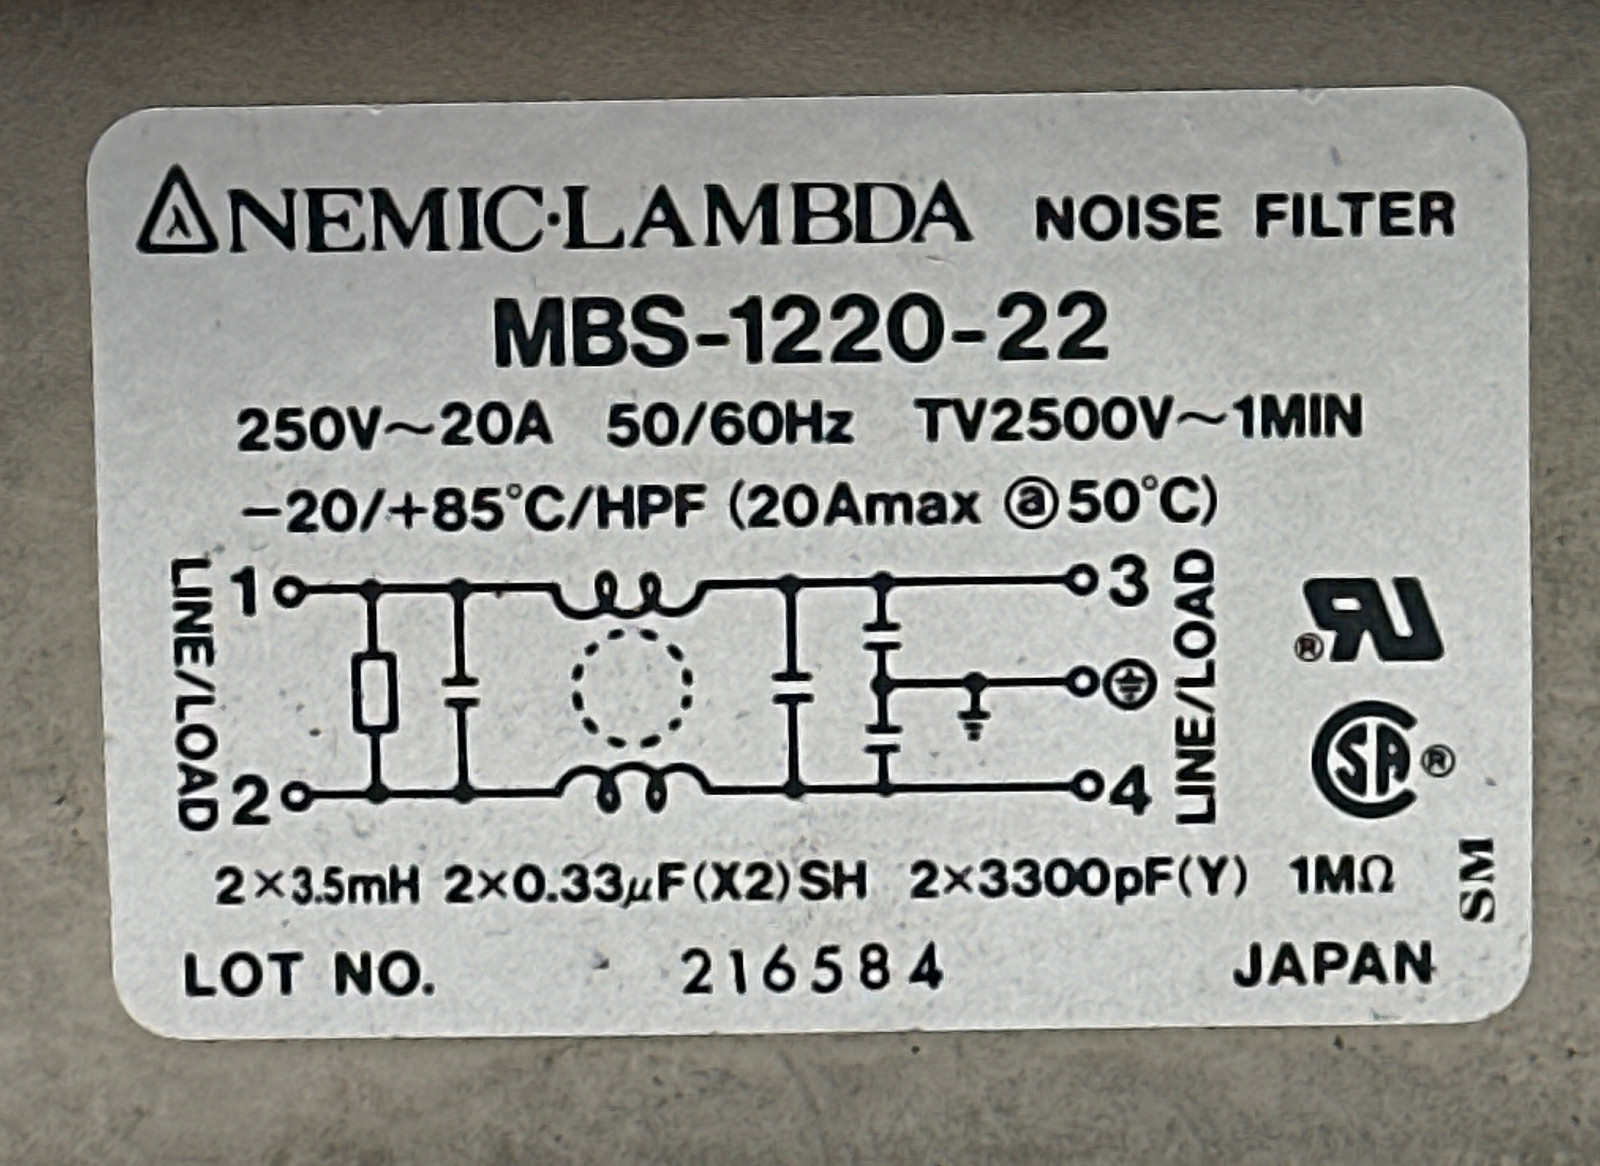 NEMIC·LAMBDA NOISE FILTER
MBS-1220-22
250V~20A 50/60Hz TV2500V~1MIN
-20/+85°C/HPF (20Amax @50°C)
LINE/LOAD
1
2
3
4
LINE/LOAD
RU ®
SA ®
2×3.5mH 2×0.33μF(X2)SH 2×3300pF(Y) 1MΩ
SM
LOT NO. 216584 JAPAN